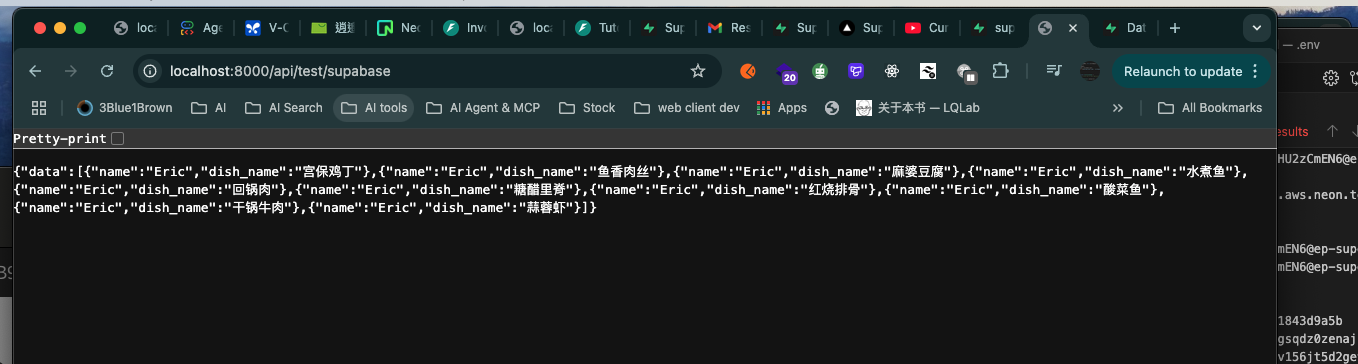 loca
Age
V-C
逍遥
Nec
Inve
loca
Tuto
Sup
Res
Sup
Sup
Cur
sup
Dat
— .env
localhost:8000/api/test/supabase
20
Relaunch to update
3Blue1Brown
AI
AI Search
AI tools
AI Agent & MCP
Stock
web client dev
Apps
关于本书 — LQLab
»
All Bookmarks
esults
Pretty-print
HU2zCmEN6@e
{"data":[{"name":"Eric","dish_name":"宫保鸡丁"},{"name":"Eric","dish_name":"鱼香肉丝"},{"name":"Eric","dish_name":"麻婆豆腐"},{"name":"Eric","dish_name":"水煮鱼"},
{"name":"Eric","dish_name":"回锅肉"},{"name":"Eric","dish_name":"糖醋里脊"},{"name":"Eric","dish_name":"红烧排骨"},{"name":"Eric","dish_name":"酸菜鱼"},
{"name":"Eric","dish_name":"干锅牛肉"},{"name":"Eric","dish_name":"蒜蓉虾"}]}
.aws.neon.t
mEN6@ep-sup
mEN6@ep-sup
1843d9a5b
gsqdz0zenaj
v156jt5d2ge